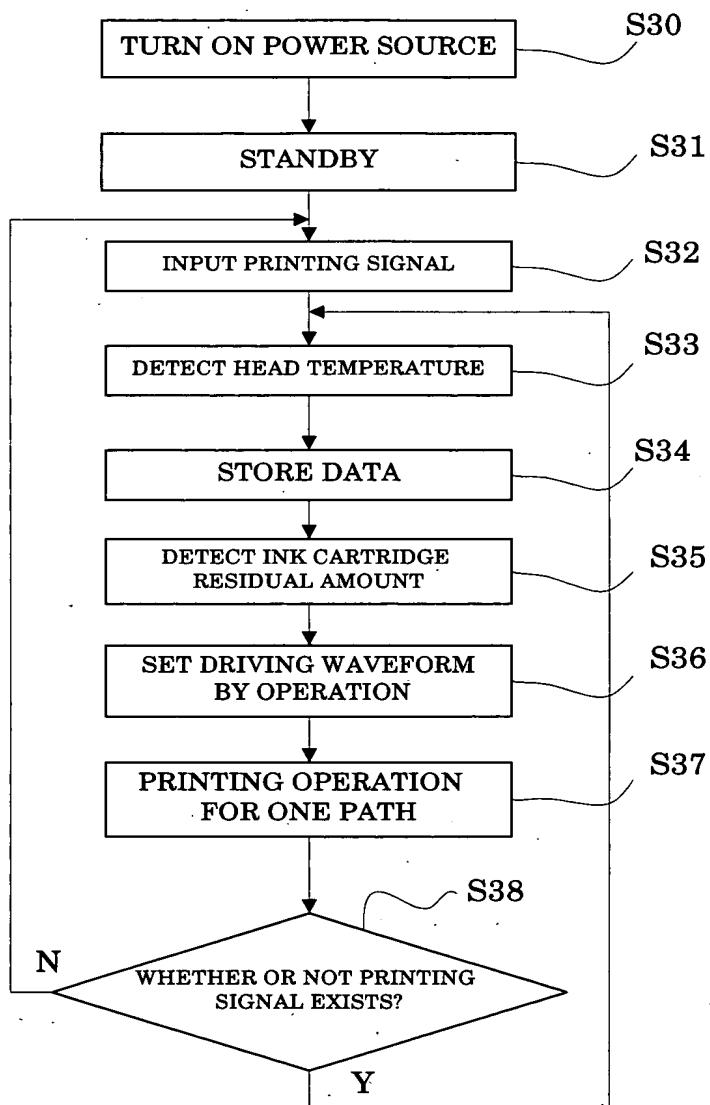 TURN ON POWER SOURCE
S30
STANDBY
S31
INPUT PRINTING SIGNAL
S32
DETECT HEAD TEMPERATURE
S33
STORE DATA
S34
DETECT INK CARTRIDGE
RESIDUAL AMOUNT
S35
SET DRIVING WAVEFORM
BY OPERATION
S36
PRINTING OPERATION
FOR ONE PATH
S37
S38
N
WHETHER OR NOT PRINTING
SIGNAL EXISTS?
Y